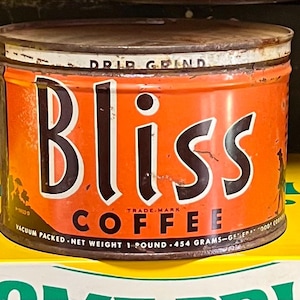 DRIP GRIND
Bliss
TRADE-MARK
COFFEE
VACUUM PACKED · NET WEIGHT 1 POUND · 454 GRAMS—